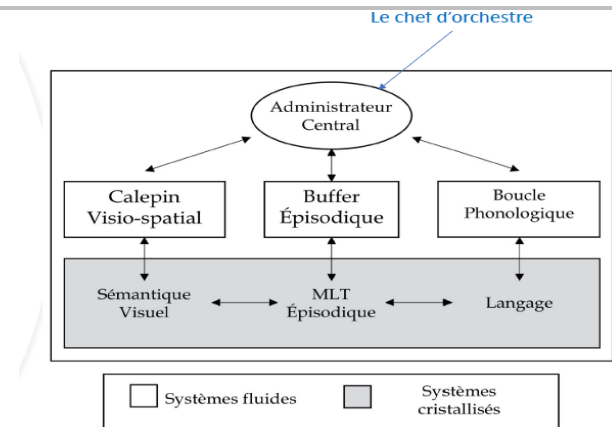 Le chef d'orchestre
Administrateur
Central
Calepin
Visio-spatial
Buffer
Épisodique
Boucle
Phonologique
Sémantique
Visuel
MLT
Épisodique
Langage
Systèmes fluides
Systèmes
cristallisés